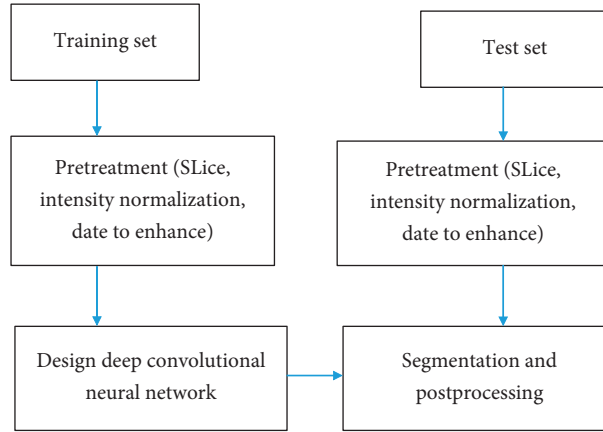 Training set
Test set
Pretreatment (SLice,
intensity normalization,
date to enhance)
Pretreatment (SLice,
intensity normalization,
date to enhance)
Design deep convolutional
neural network
Segmentation and
postprocessing